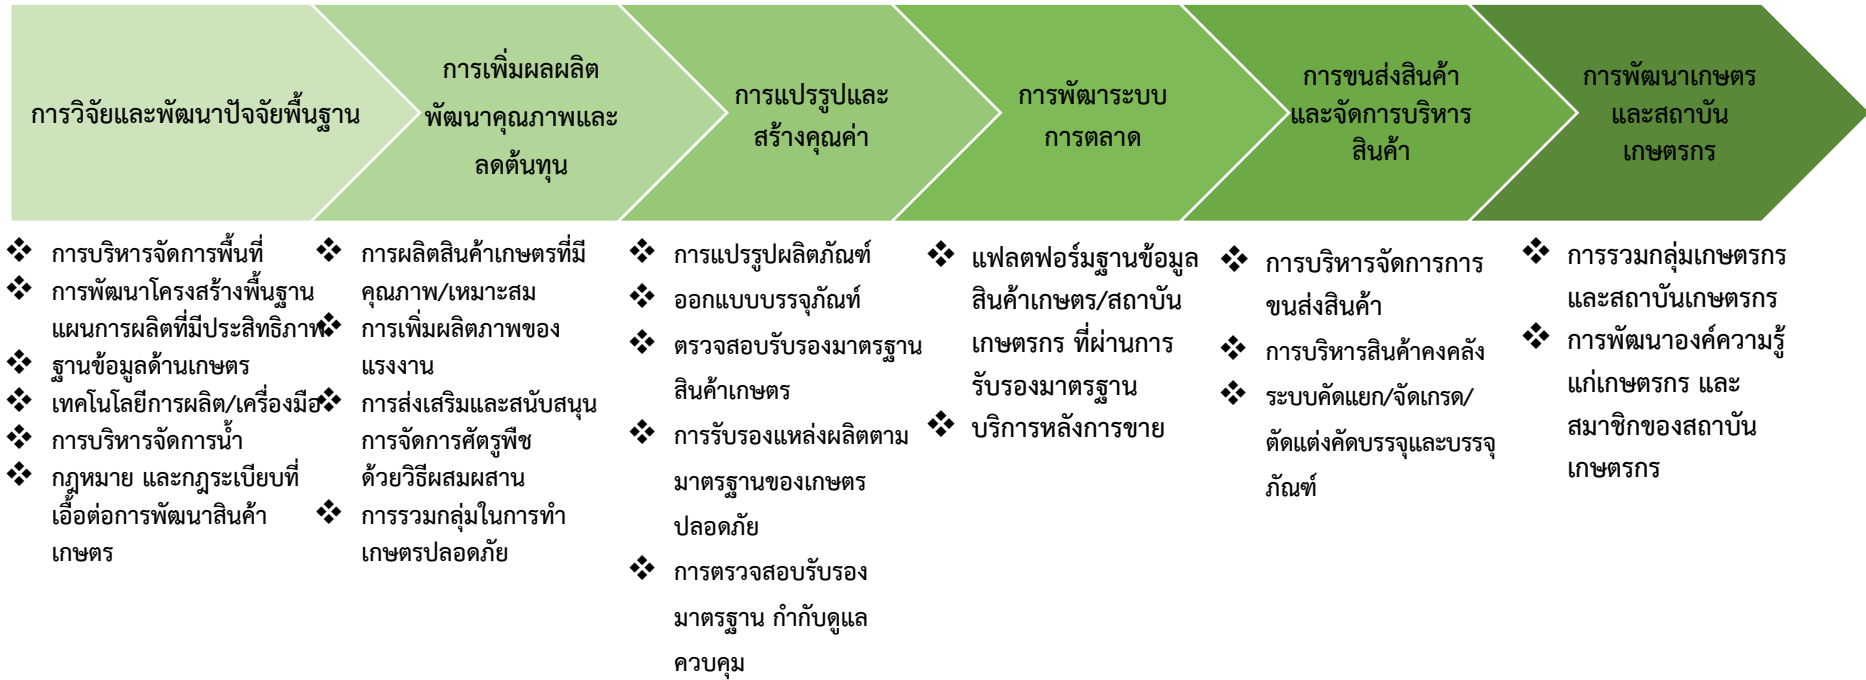 การวิจัยและพัฒนาปัจจัยพื้นฐาน
การเพิ่มผลผลิต
พัฒนาคุณภาพและ
ลดต้นทุน
การแปรรูปและ
สร้างคุณค่า
การพัฒาระบบ
การตลาด
การขนส่งสินค้า
และจัดการบริหาร
สินค้า
การพัฒนาเกษตร
และสถาบัน
เกษตรกร
❖ การบริหารจัดการพื้นที่
❖ การพัฒนาโครงสร้างพื้นฐาน
แผนการผลิตที่มีประสิทธิภาพ
❖ ฐานข้อมูลด้านเกษตร
❖ เทคโนโลยีการผลิต/เครื่องมือ
❖ การบริหารจัดการน้ำ
❖ กฎหมาย และกฎระเบียบที่
เอื้อต่อการพัฒนาสินค้า
เกษตร
❖ การผลิตสินค้าเกษตรที่มี
คุณภาพ/เหมาะสม
❖ การเพิ่มผลิตภาพของ
แรงงาน
❖ การส่งเสริมและสนับสนุน
การจัดการศัตรูพืช
ด้วยวิธีผสมผสาน
❖ การรวมกลุ่มในการทำ
เกษตรปลอดภัย
❖ การแปรรูปผลิตภัณฑ์
❖ ออกแบบบรรจุภัณฑ์
❖ ตรวจสอบรับรองมาตรฐาน
สินค้าเกษตร
❖ การรับรองแหล่งผลิตตาม
มาตรฐานของเกษตร
ปลอดภัย
❖ การตรวจสอบรับรอง
มาตรฐาน กำกับดูแล
ควบคุม
❖ แฟลตฟอร์มฐานข้อมูล
สินค้าเกษตร/สถาบัน
เกษตรกร ที่ผ่านการ
รับรองมาตรฐาน
❖ บริการหลังการขาย
❖ การบริหารจัดการการ
ขนส่งสินค้า
❖ การบริหารสินค้าคงคลัง
❖ ระบบคัดแยก/จัดเกรด/
ตัดแต่งคัดบรรจุและบรรจุ
ภัณฑ์
❖ การรวมกลุ่มเกษตรกร
และสถาบันเกษตรกร
❖ การพัฒนาองค์ความรู้
แก่เกษตรกร และ
สมาชิกของสถาบัน
เกษตรกร